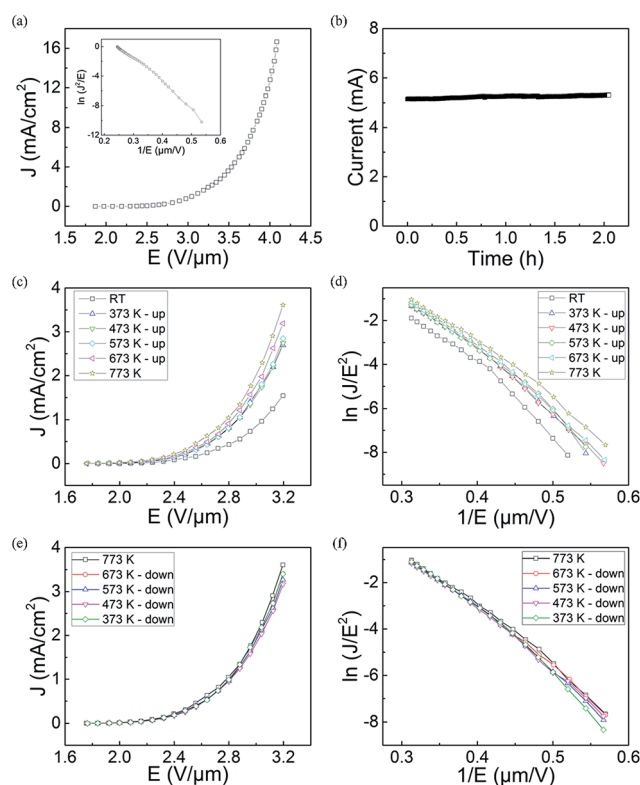 (a)
J (mA/cm²)
16
12
8
4
0
1.5 2.0 2.5 3.0 3.5 4.0 4.5
E (V/µm)
ln (J²/E)
0
-4
-8
-12
0.2 0.3 0.4 0.5 0.6
1/E (µm/V)
(b)
Current (mA)
8
6
4
2
0
0.0 0.5 1.0 1.5 2.0
Time (h)
(c)
J (mA/cm²)
4
3
2
1
0
RT
373 K - up
473 K - up
573 K - up
673 K - up
773 K
1.6 2.0 2.4 2.8 3.2
E (V/µm)
(d)
ln (J/E²)
-2
-4
-6
-8
RT
373 K - up
473 K - up
573 K - up
673 K - up
773 K
0.3 0.4 0.5 0.6
1/E (µm/V)
(e)
J (mA/cm²)
4
3
2
1
0
773 K
673 K - down
573 K - down
473 K - down
373 K - down
1.6 2.0 2.4 2.8 3.2
E (V/µm)
(f)
ln (J/E²)
-2
-4
-6
-8
773 K
673 K - down
573 K - down
473 K - down
373 K - down
0.3 0.4 0.5 0.6
1/E (µm/V)